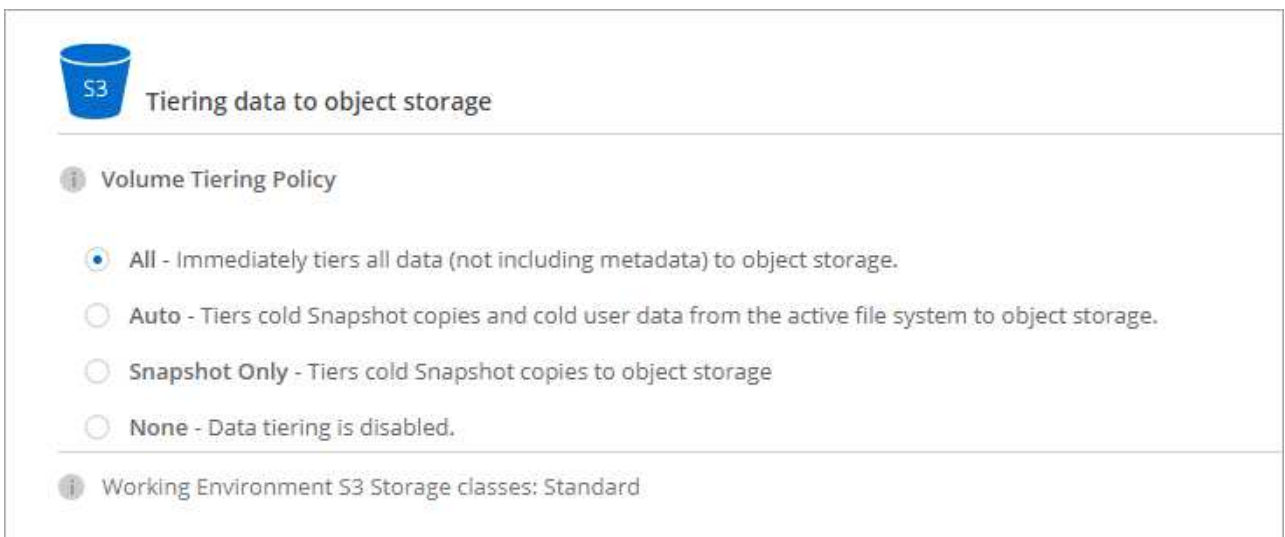 S3
Tiering data to object storage
i Volume Tiering Policy
All - Immediately tiers all data (not including metadata) to object storage.
Auto - Tiers cold Snapshot copies and cold user data from the active file system to object storage.
Snapshot Only - Tiers cold Snapshot copies to object storage
None - Data tiering is disabled.
i Working Environment S3 Storage classes: Standard